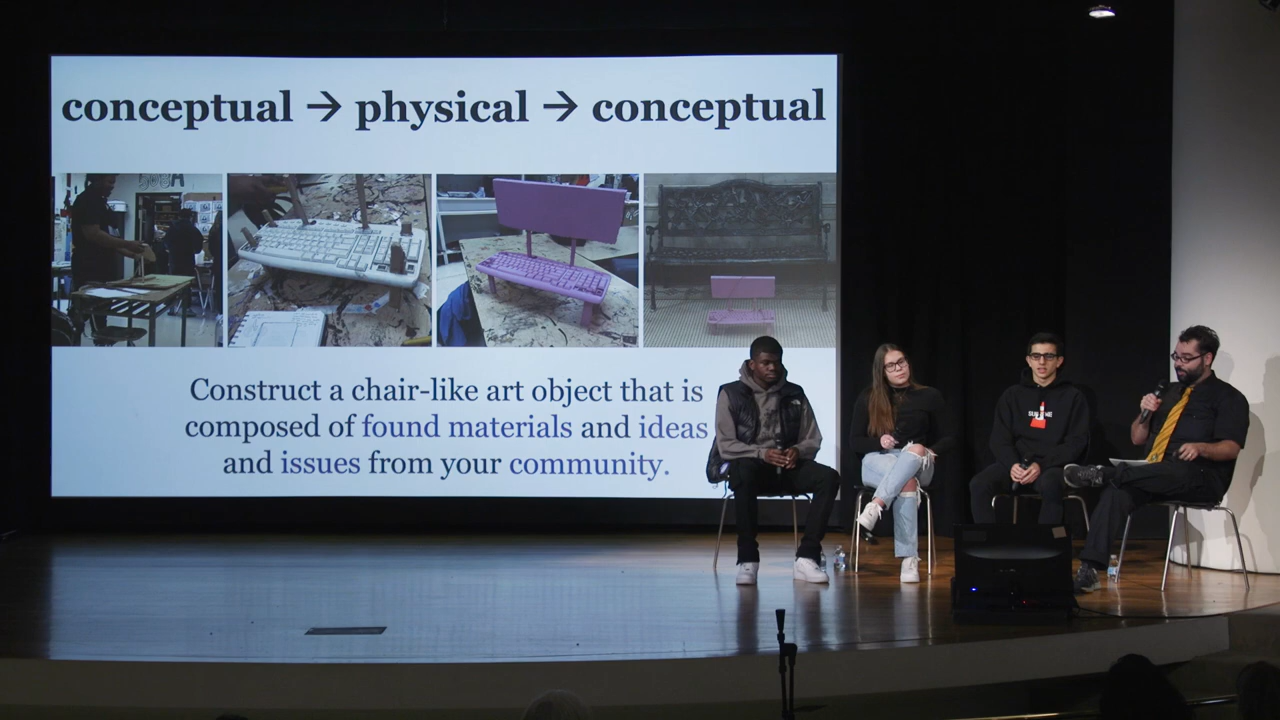 conceptual → physical → conceptual
Construct a chair-like art object that is
composed of found materials and ideas
and issues from your community.